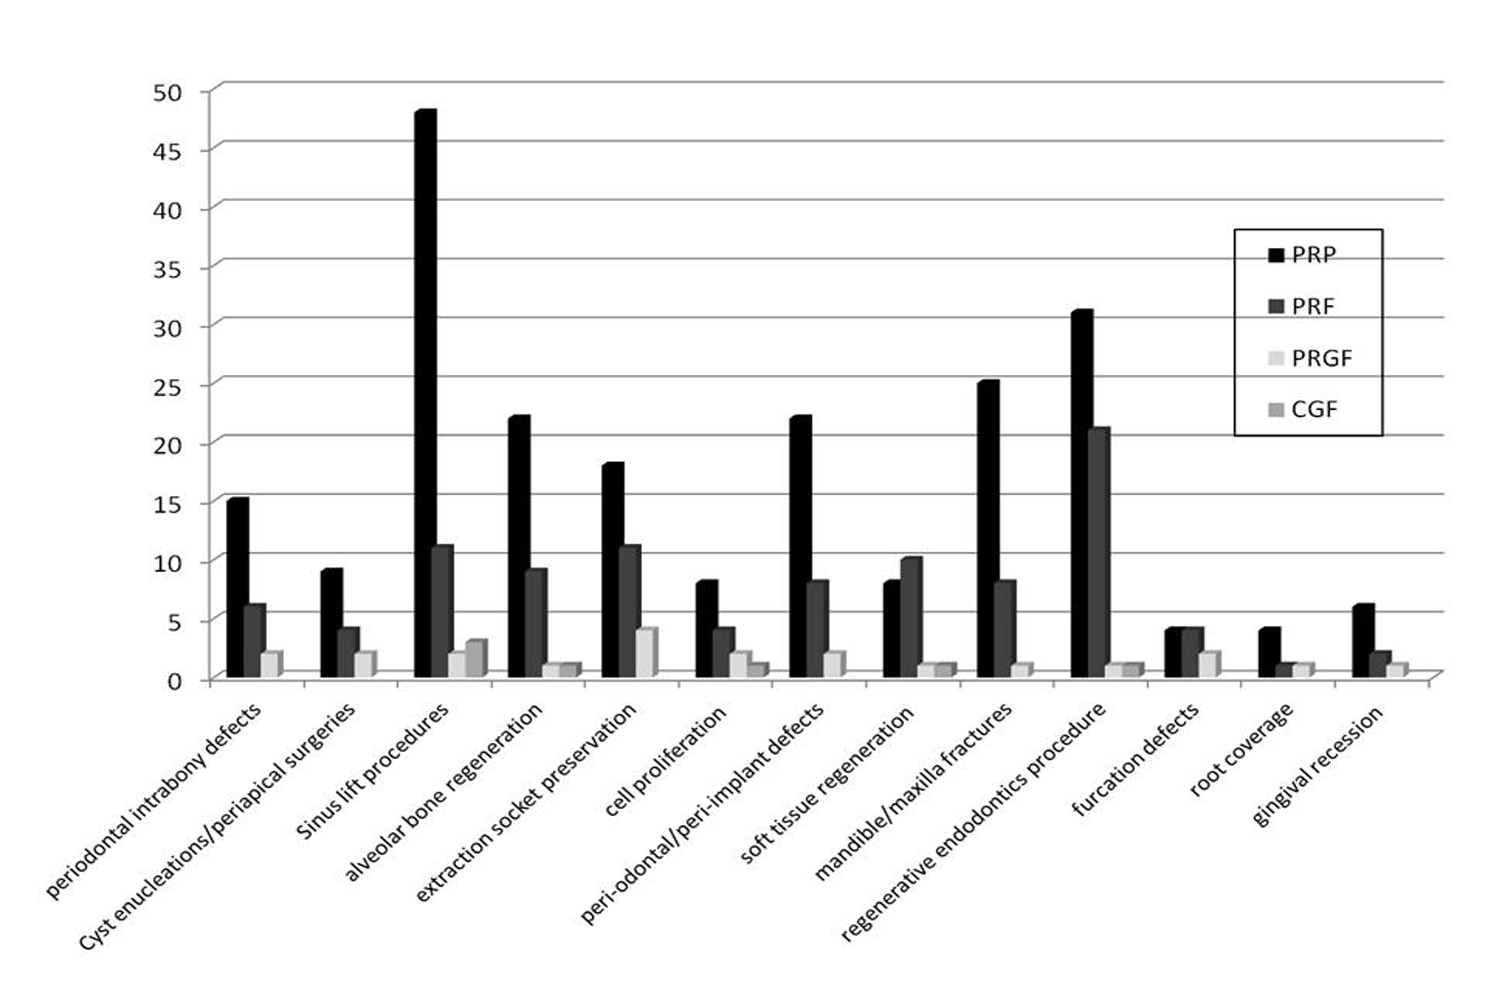 50
45
40
35
30
25
20
15
10
5
0
PRP
PRF
PRGF
CGF
periodontal intrabony defects
Cyst enucleations/periapical surgeries
Sinus lift procedures
alveolar bone regeneration
extraction socket preservation
cell proliferation
peri-odontal/peri-implant defects
soft tissue regeneration
mandible/maxilla fractures
regenerative endodontics procedure
furcation defects
root coverage
gingival recession